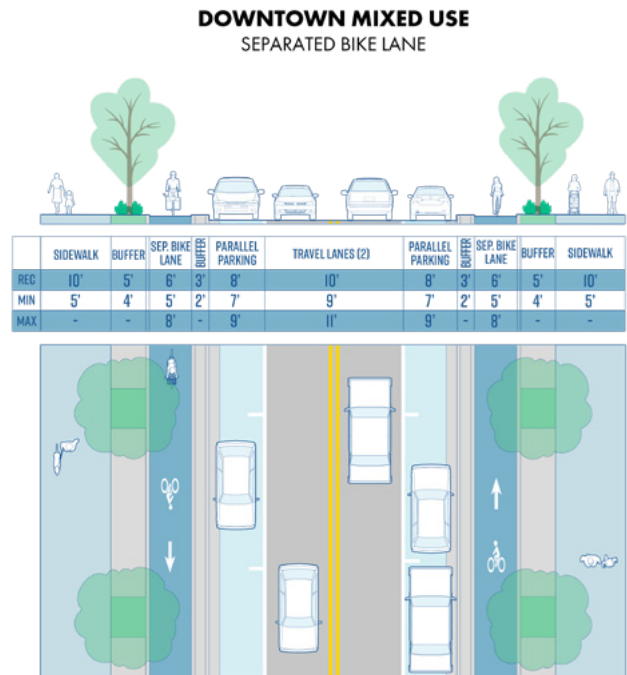 DOWNTOWN MIXED USE
SEPARATED BIKE LANE
SIDEWALK BUFFER SEP. BIKE LANE BUFFER PARALLEL PARKING TRAVEL LANES (2) PARALLEL PARKING BUFFER SEP. BIKE LANE BUFFER SIDEWALK
REC 10' 5' 6' 3' 8' 10' 8' 3' 6' 5' 10'
MIN 5' 4' 5' 2' 7' 9' 7' 2' 5' 4' 5'
MAX - - 8' - 9' 11' 9' - 8' - -